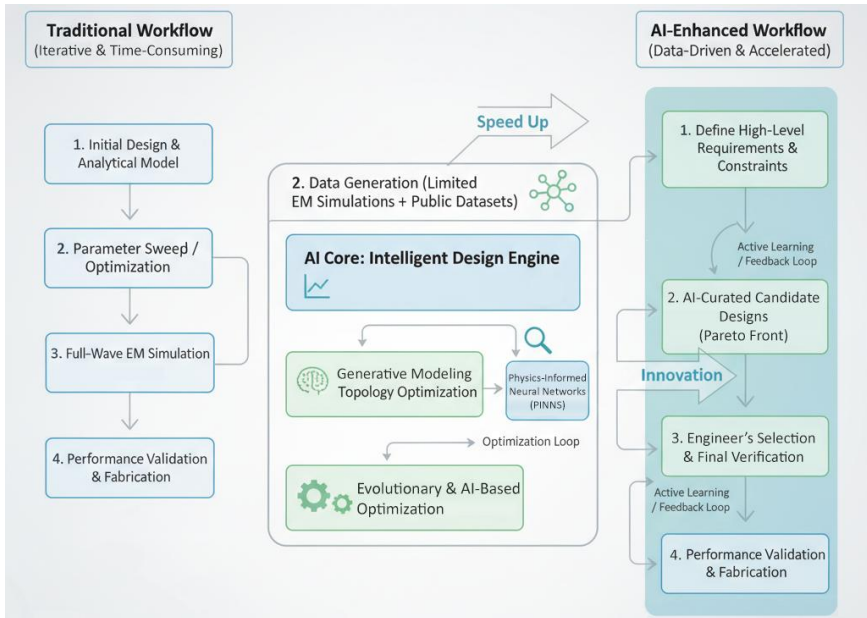 Traditional Workflow
(Iterative & Time-Consuming)
1. Initial Design &
Analytical Model
2. Parameter Sweep /
Optimization
3. Full-Wave EM Simulation
4. Performance Validation
& Fabrication
Speed Up
2. Data Generation (Limited
EM Simulations + Public Datasets)
AI Core: Intelligent Design Engine
Generative Modeling
Topology Optimization
Physics-Informed
Neural Networks
(PINNS)
Optimization Loop
Evolutionary & AI-Based
Optimization
AI-Enhanced Workflow
(Data-Driven & Accelerated)
1. Define High-Level
Requirements &
Constraints
Active Learning
/ Feedback Loop
2. AI-Curated Candidate
Designs
(Pareto Front)
Innovation
3. Engineer's Selection
& Final Verification
Active Learning
/ Feedback Loop
4. Performance Validation
& Fabrication